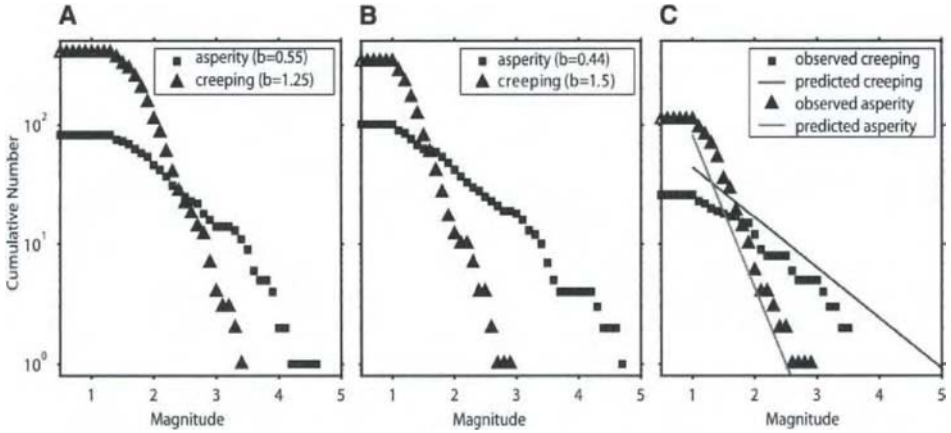 A
B
C
asperity (b=0.55)
creeping (b=1.25)
asperity (b=0.44)
creeping (b=1.5)
observed creeping
predicted creeping
observed asperity
predicted asperity
Cumulative Number
10²
10¹
10⁰
1 2 3 4 5
1 2 3 4 5
1 2 3 4 5
Magnitude
Magnitude
Magnitude